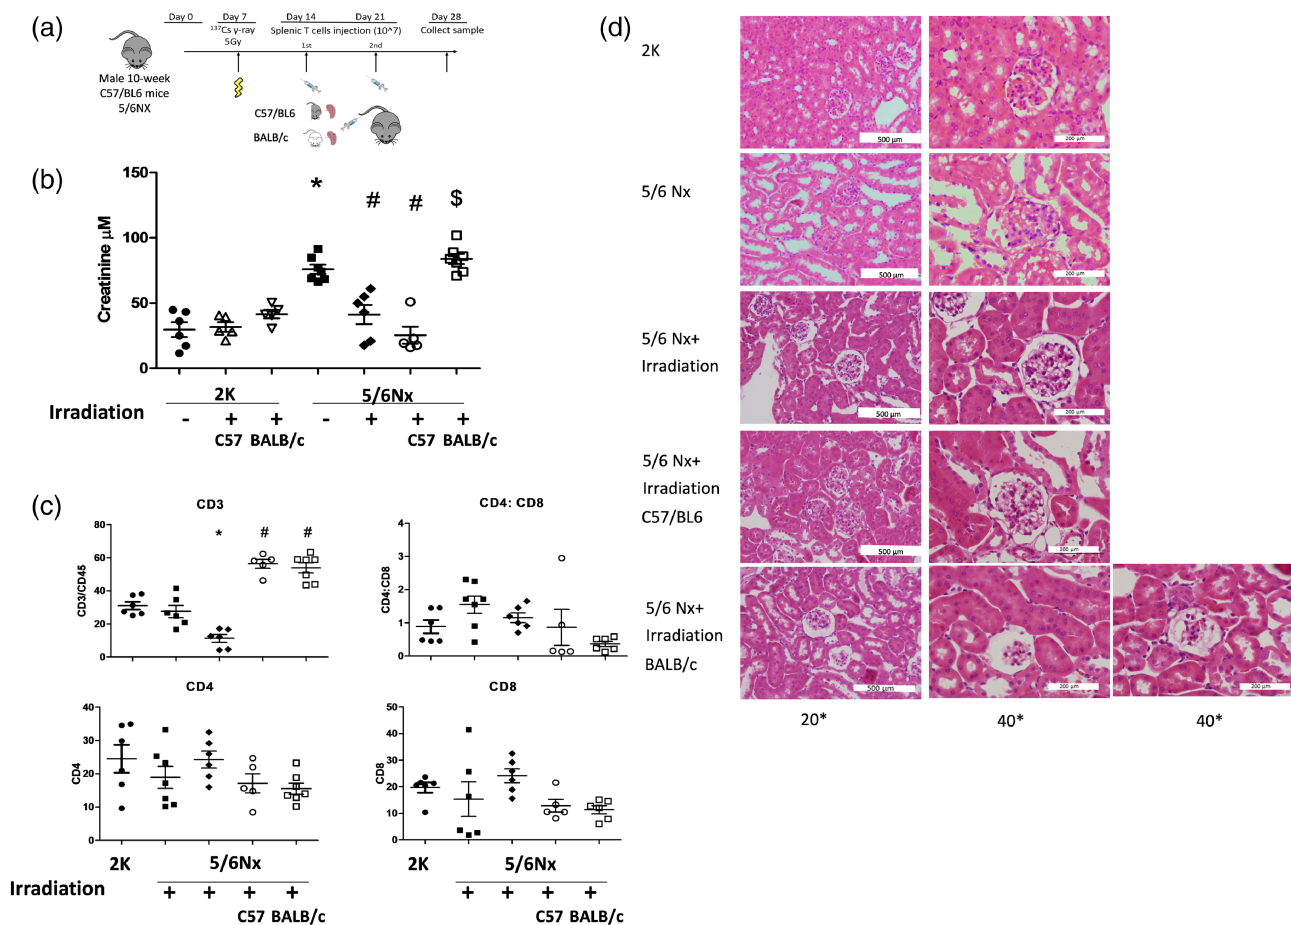 (a)
Day 0 Day 7 Day 14 Day 21 Day 28
¹³⁷Cs γ-ray
5Gy
Splenic T cells injection (10^7)
Collect sample
1st 2nd
Male 10-week
C57/BL6 mice
5/6NX
C57/BL6
BALB/c
(b)
150
100
50
0
Creatinine µM
* # # $
2K 5/6Nx
Irradiation - + + - + + +
C57 BALB/c C57 BALB/c
(c)
CD3
80
60
40
20
0
CD3/CD45
* # #
CD4: CD8
4
3
2
1
0
CD4:CD8
CD4
40
30
20
10
0
CD4
CD8
50
40
30
20
10
0
CD8
2K 5/6Nx
Irradiation + + + +
C57 BALB/c
2K 5/6Nx
+ + + +
C57 BALB/c
(d)
2K
500 µm
200 µm
5/6 Nx
500 µm
200 µm
5/6 Nx+
Irradiation
500 µm
200 µm
5/6 Nx+
Irradiation
C57/BL6
500 µm
200 µm
5/6 Nx+
Irradiation
BALB/c
500 µm
200 µm
200 µm
20* 40* 40*